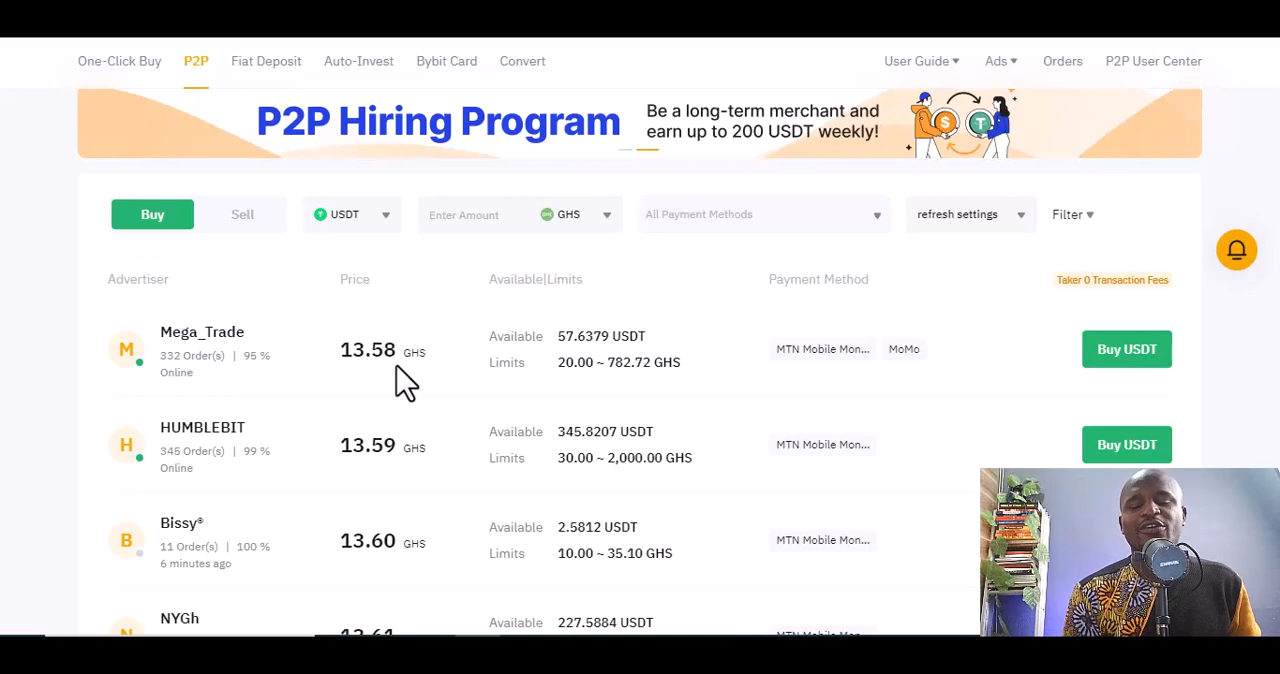 One-Click Buy P2P Fiat Deposit Auto-Invest Bybit Card Convert User Guide Ads Orders P2P User Center
P2P Hiring Program
Be a long-term merchant and
earn up to 200 USDT weekly!
Buy Sell USDT Enter Amount GHS All Payment Methods refresh settings Filter
Advertiser Price Available|Limits Payment Method Taker 0 Transaction Fees
M Mega_Trade
332 Order(s) | 95 %
Online
13.58 GHS
Available 57.6379 USDT
Limits 20.00 ~ 782.72 GHS
MTN Mobile Mon... MoMo
Buy USDT
H HUMBLEBIT
345 Order(s) | 99 %
Online
13.59 GHS
Available 345.8207 USDT
Limits 30.00 ~ 2,000.00 GHS
MTN Mobile Mon...
Buy USDT
B Bissy®
11 Order(s) | 100 %
6 minutes ago
13.60 GHS
Available 2.5812 USDT
Limits 10.00 ~ 35.10 GHS
MTN Mobile Mon...
NYGh
13.61
Available 227.5884 USDT
MTN Mobile Mon...